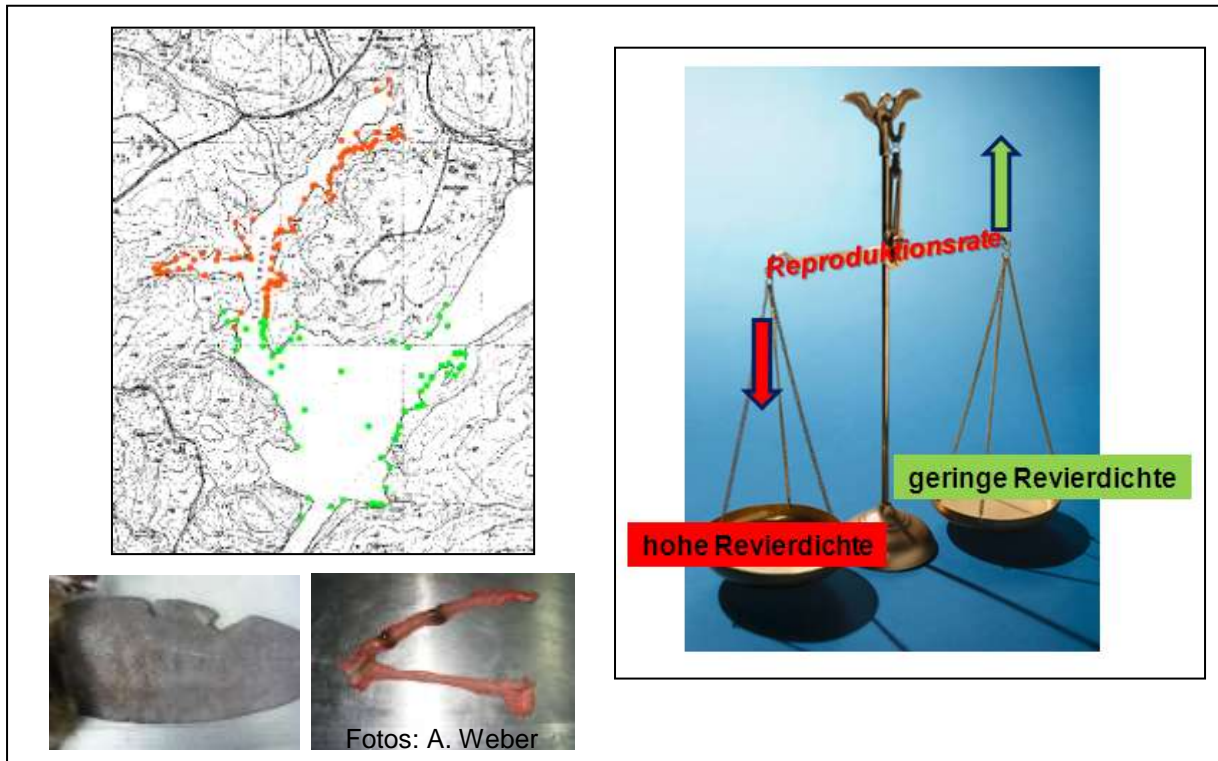 Reproduktionsrate
geringe Revierdichte
hohe Revierdichte
Fotos: A. Weber